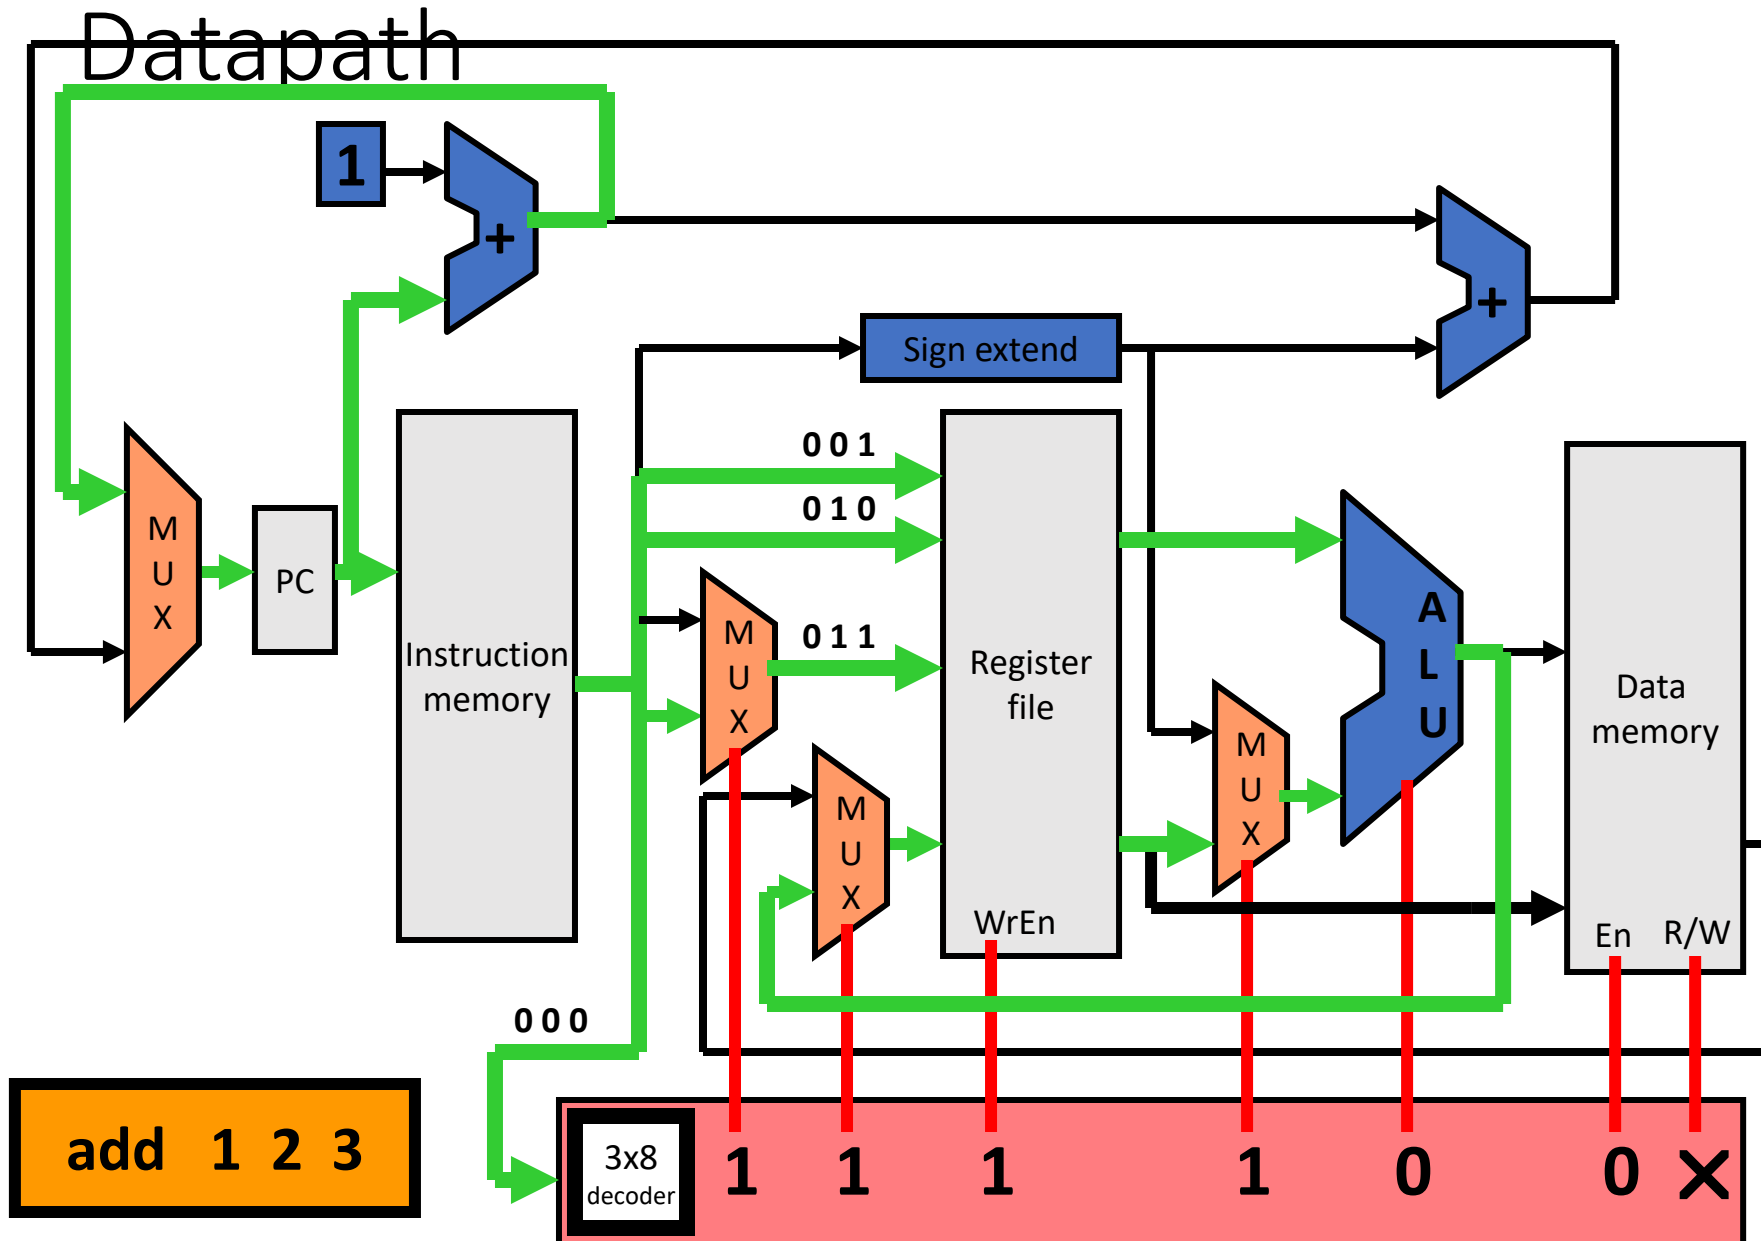 Datapath
1
+
+
Sign extend
0 0 1
0 1 0
M
U
X
PC
Instruction
memory
M
U
X
0 1 1
Register
file
A
L
U
Data
memory
M
U
X
M
U
X
WrEn
En
R/W
0 0 0
add 1 2 3
3x8
decoder
1 1 1 1 0 0 X